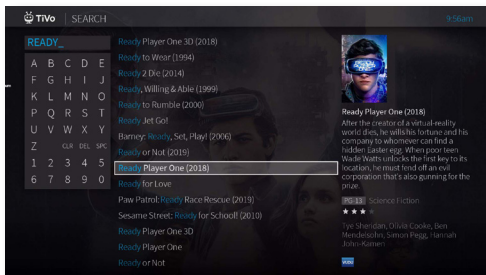 TiVo SEARCH 9:56am
READY_
A B C D E
F G H I J
K L M N O
P Q R S T
U V W X Y
Z CLR DEL SPC
1 2 3 4 5
6 7 8 9 0
Ready Player One 3D (2018)
Ready to Wear (1994)
Ready 2 Die (2014)
Ready, Willing & Able (1999)
Ready to Rumble (2000)
Ready Jet Go!
Barney: Ready, Set, Play! (2006)
Ready or Not (2019)
Ready Player One (2018)
Ready for Love
Paw Patrol: Ready Race Rescue (2019)
Sesame Street: Ready for School! (2010)
Ready Player One 3D
Ready Player One
Ready or Not
Ready Player One (2018)
After the creator of a virtual-reality
world dies, he wills his fortune and his
company to whomever can find a
hidden Easter egg. When poor teen
Wade Watts unlocks the first key to its
location, he must fend off an evil
corporation that's also gunning for the
prize.
PG-13 Science Fiction
Tye Sheridan, Olivia Cooke, Ben
Mendelsohn, Simon Pegg, Hannah
John-Kamen
vudu